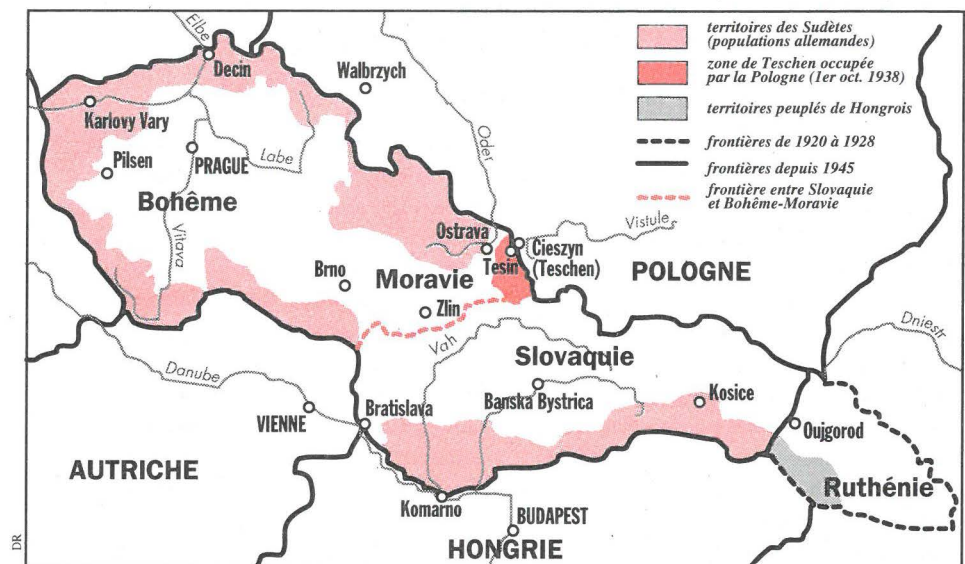 territoires des Sudètes
(populations allemandes)
zone de Teschen occupée
par la Pologne (1er oct. 1938)
territoires peuplés de Hongrois
frontières de 1920 à 1928
frontières depuis 1945
frontière entre Slovaquie
et Bohême-Moravie
Elbe
Decin
Walbrzych
Karlovy Vary
Oder
Pilsen
PRAGUE
Labe
Bohême
Vltava
Ostrava
Tesin
Cieszyn
(Teschen)
Vistule
POLOGNE
Brno
Moravie
Zlin
Dniestr
Vah
Slovaquie
Danube
Banska Bystrica
Kosice
VIENNE
Bratislava
Oujgorod
AUTRICHE
Ruthénie
Komarno
BUDAPEST
HONGRIE
DR